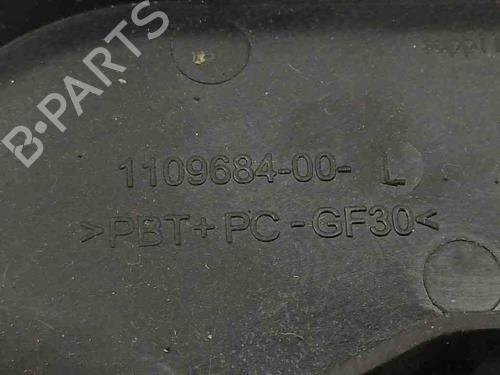 B-PARTS
1109684-00- L
>PBT+PC-GF30<